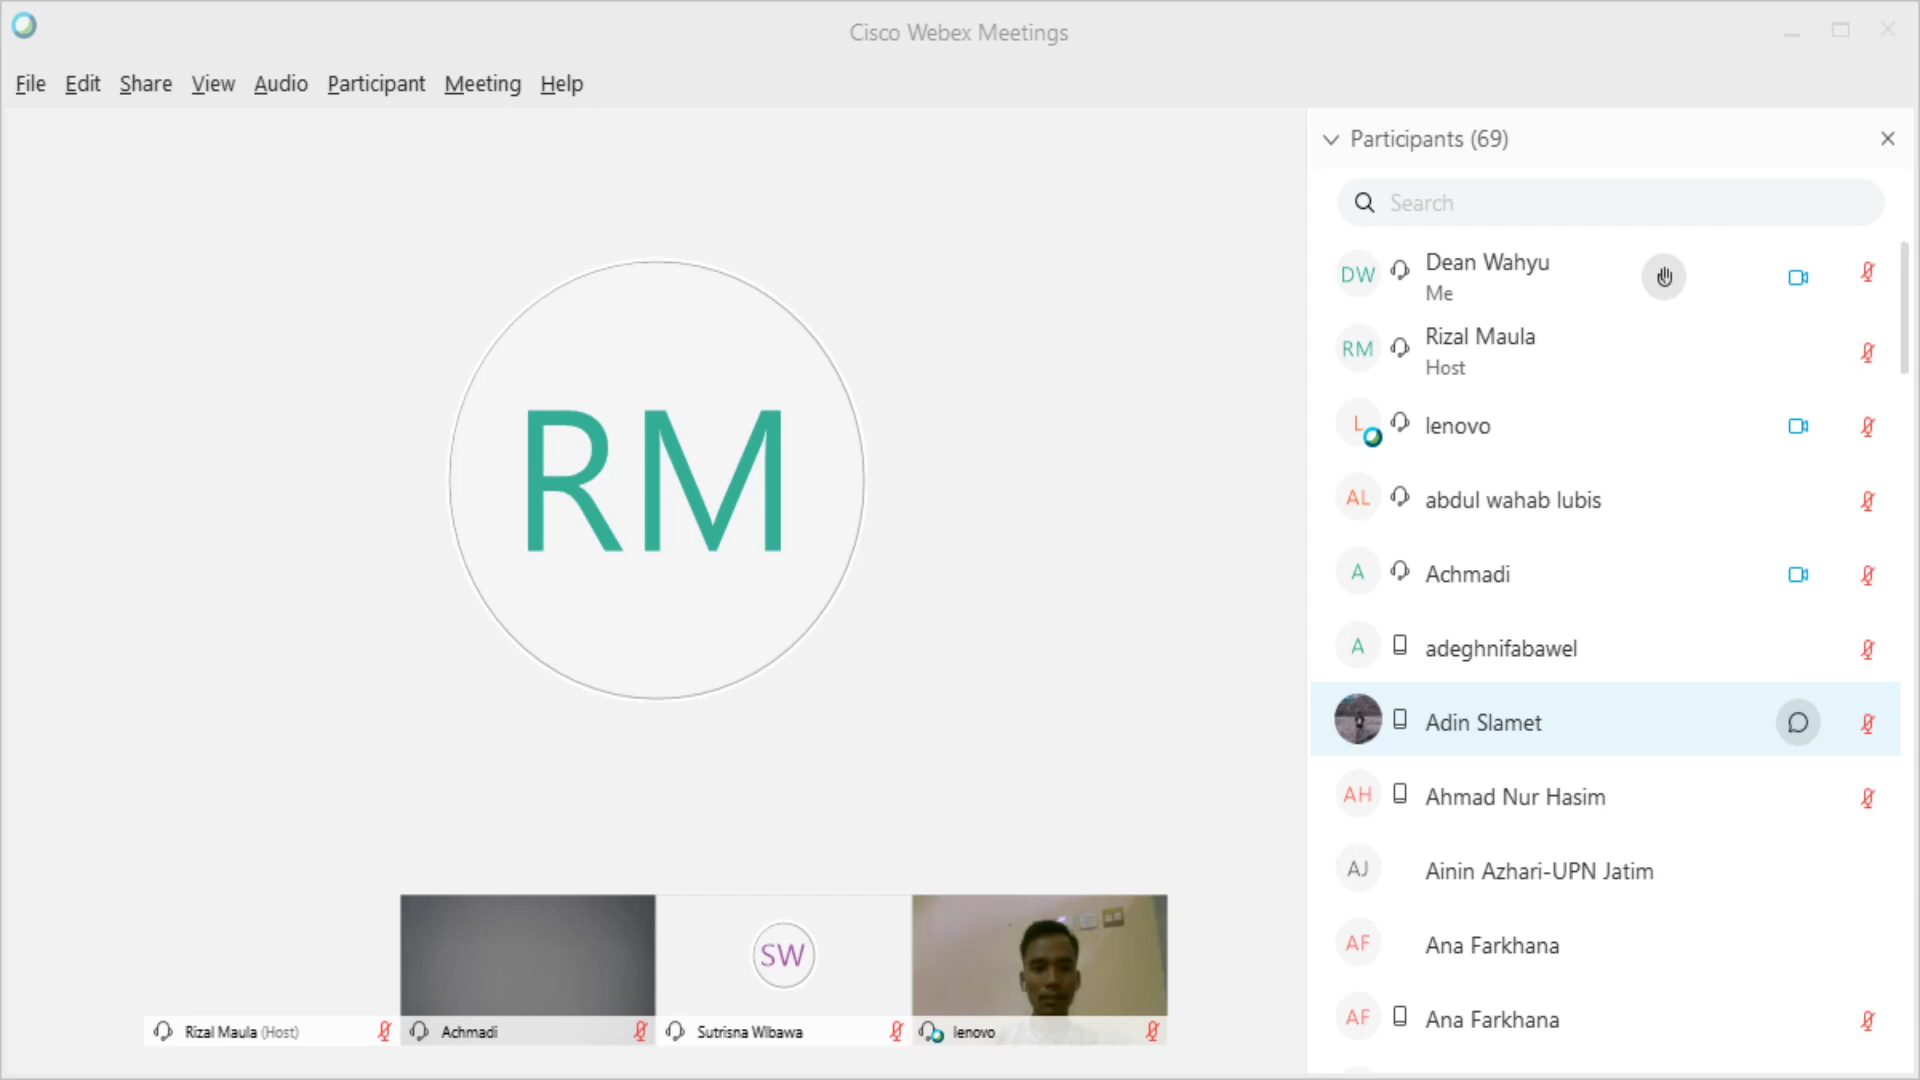 Cisco Webex Meetings
File Edit Share View Audio Participant Meeting Help
Participants (69)
Search
DW Dean Wahyu
Me
RM Rizal Maula
Host
L lenovo
AL abdul wahab lubis
A Achmadi
A adeghnifabawel
Adin Slamet
AH Ahmad Nur Hasim
AJ Ainin Azhari-UPN Jatim
AF Ana Farkhana
AF Ana Farkhana
RM
SW
Rizal Maula (Host) Achmadi Sutrisna WIbawa lenovo